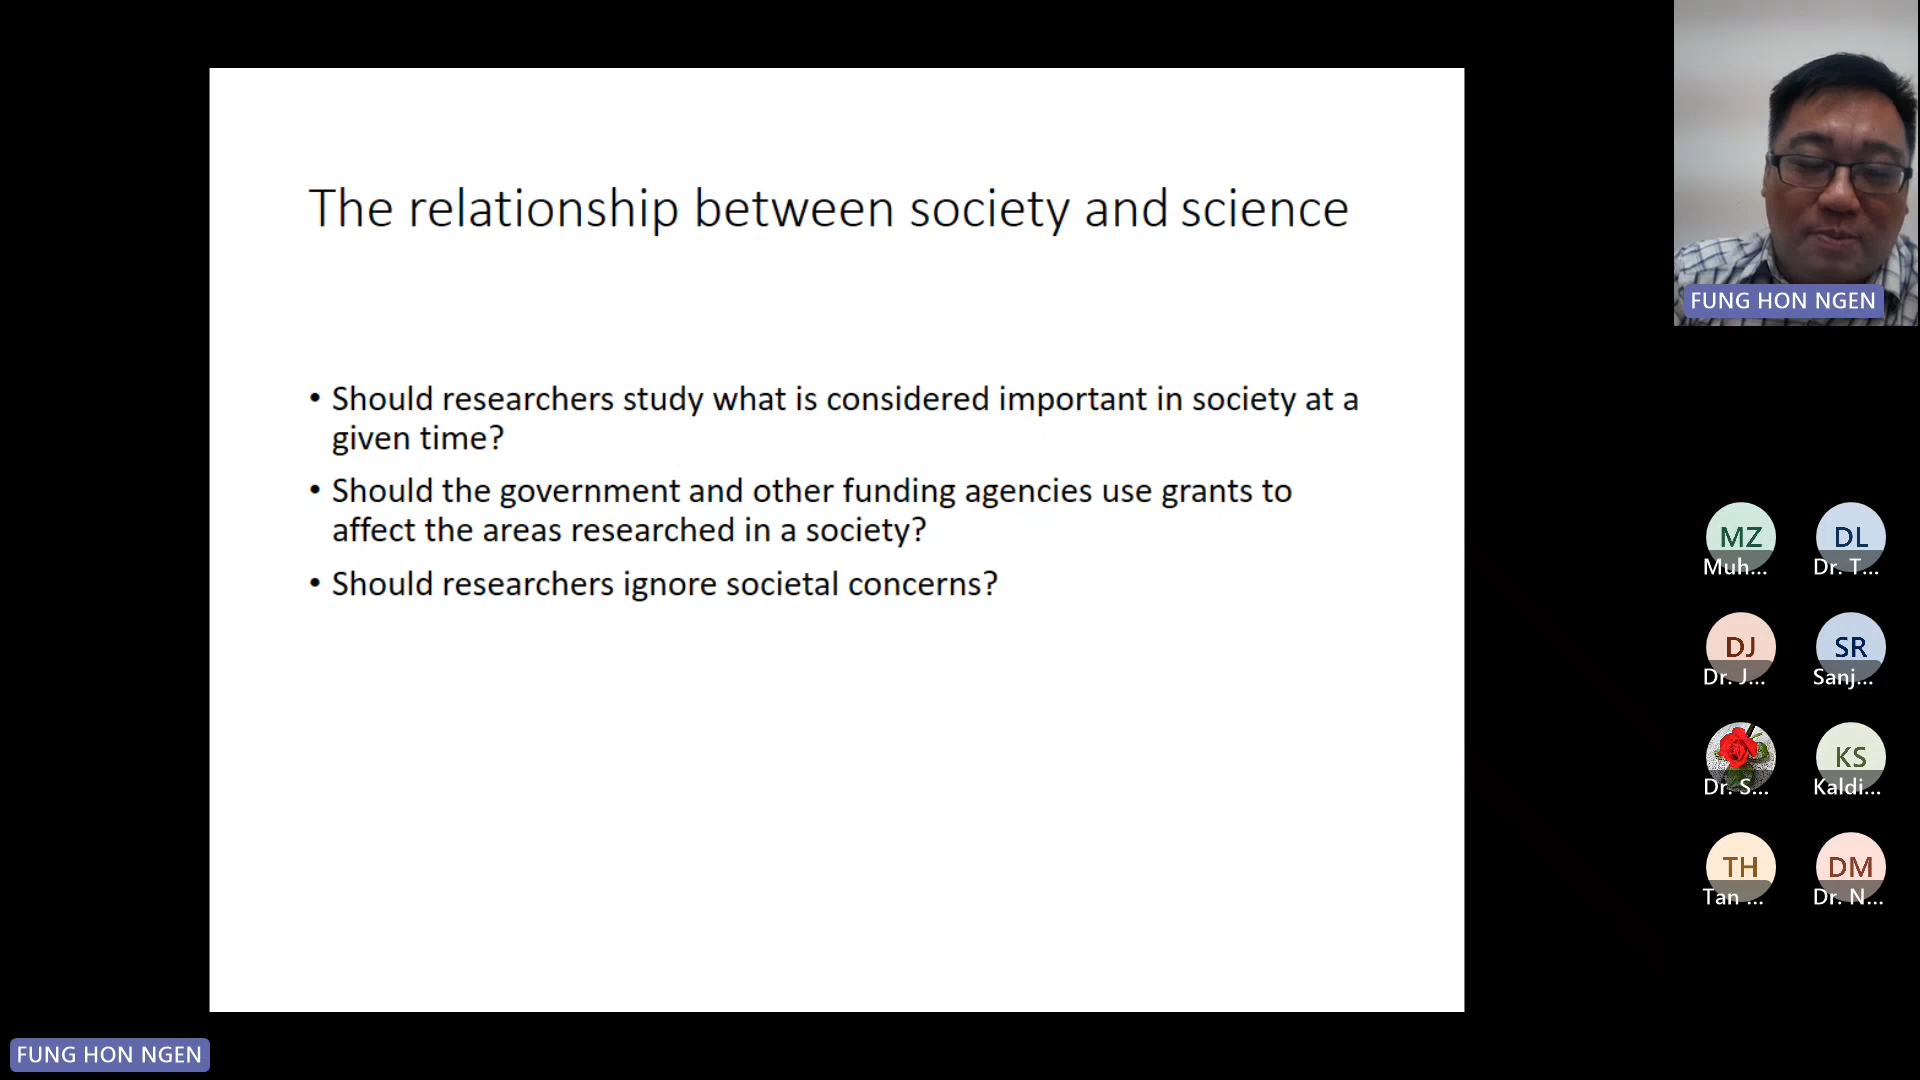 The relationship between society and science
• Should researchers study what is considered important in society at a
given time?
• Should the government and other funding agencies use grants to
affect the areas researched in a society?
• Should researchers ignore societal concerns?
FUNG HON NGEN
MZ
Muh...
DL
Dr. T...
DJ
Dr. J...
SR
Sanj...
Dr. S...
KS
Kaldi...
TH
Tan ...
DM
Dr. N...
FUNG HON NGEN